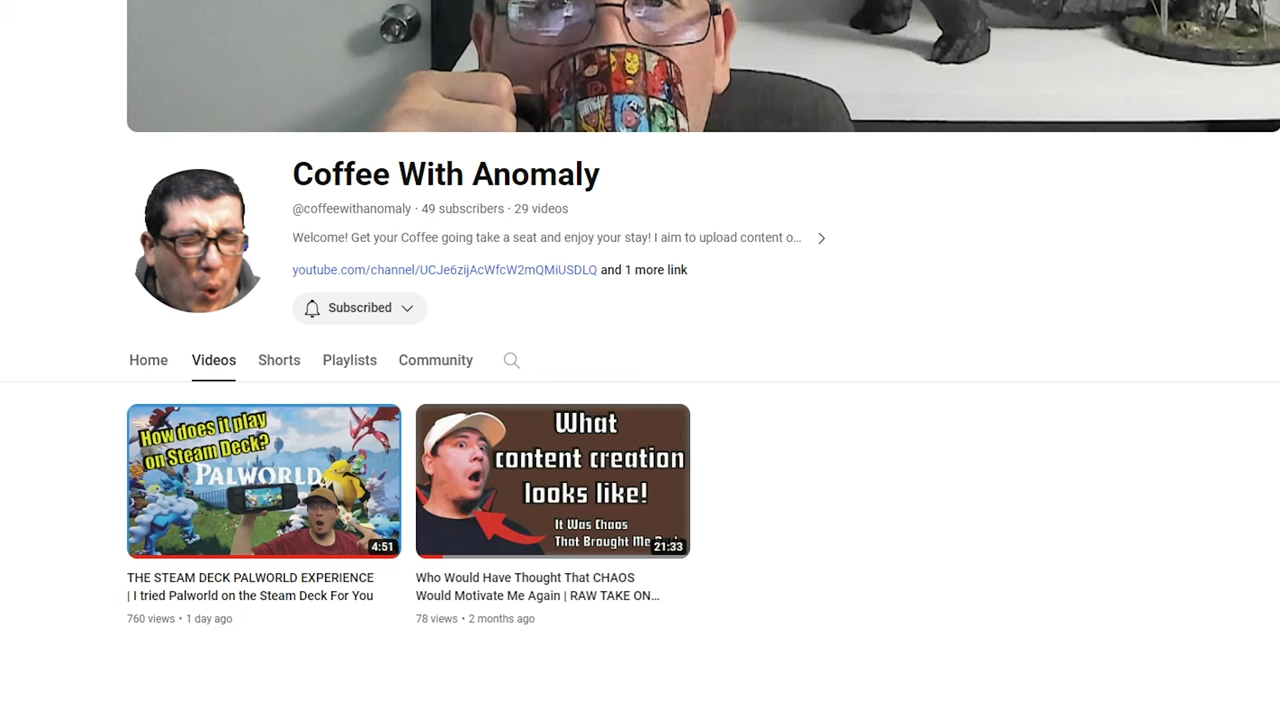 Coffee With Anomaly
@coffeewithanomaly · 49 subscribers · 29 videos
Welcome! Get your Coffee going take a seat and enjoy your stay! I aim to upload content o...
youtube.com/channel/UCJe6zijAcWfcW2mQMiUSDLQ and 1 more link
Subscribed
Home Videos Shorts Playlists Community
How does it play
on Steam Deck?
PALWORLD
4:51
What
content creation
looks like!
It Was Chaos
That Brought Me
21:33
THE STEAM DECK PALWORLD EXPERIENCE
| I tried Palworld on the Steam Deck For You
760 views • 1 day ago
Who Would Have Thought That CHAOS
Would Motivate Me Again | RAW TAKE ON...
78 views • 2 months ago